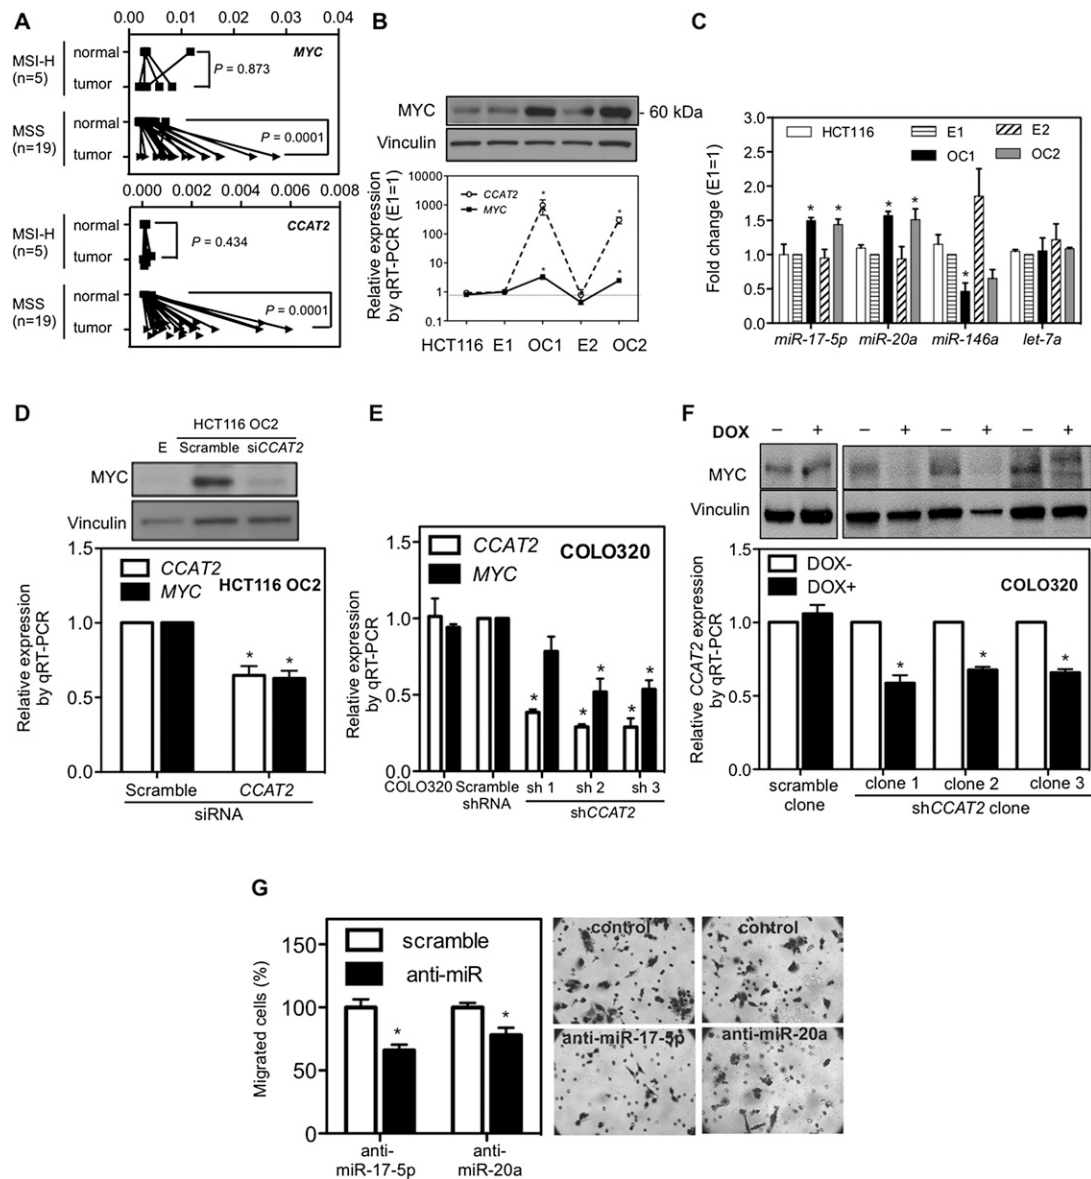 A
0.00 0.01 0.02 0.03 0.04
MSI-H
(n=5)
normal
tumor
MYC
P = 0.873
MSS
(n=19)
normal
tumor
P = 0.0001
0.000 0.002 0.004 0.006 0.008
MSI-H
(n=5)
normal
tumor
CCAT2
P = 0.434
MSS
(n=19)
normal
tumor
P = 0.0001
B
MYC
- 60 kDa
Vinculin
Relative expression
by qRT-PCR (E1=1)
10000
1000
100
10
1
0.1
CCAT2
MYC
* * * *
HCT116 E1 OC1 E2 OC2
C
HCT116 E1 E2
OC1 OC2
Fold change (E1=1)
3.0
2.5
2.0
1.5
1.0
0.5
0.0
* * * * *
miR-17-5p miR-20a miR-146a let-7a
D
HCT116 OC2
E Scramble siCCAT2
MYC
Vinculin
Relative expression
by qRT-PCR
1.5
1.0
0.5
0.0
CCAT2
MYC
HCT116 OC2
* *
Scramble CCAT2
siRNA
E
Relative expression
by qRT-PCR
1.5
1.0
0.5
0.0
CCAT2
MYC
COLO320
* * * * *
COLO320 Scramble sh 1 sh 2 sh 3
shRNA shCCAT2
F
DOX – + – + – + – +
MYC
Vinculin
Relative CCAT2 expression
by qRT-PCR
1.5
1.0
0.5
0.0
DOX-
DOX+
COLO320
* * *
scramble clone 1 clone 2 clone 3
clone shCCAT2 clone
G
Migrated cells (%)
150
100
50
0
scramble
anti-miR
* *
anti- anti-
miR-17-5p miR-20a
control control
anti-miR-17-5p anti-miR-20a